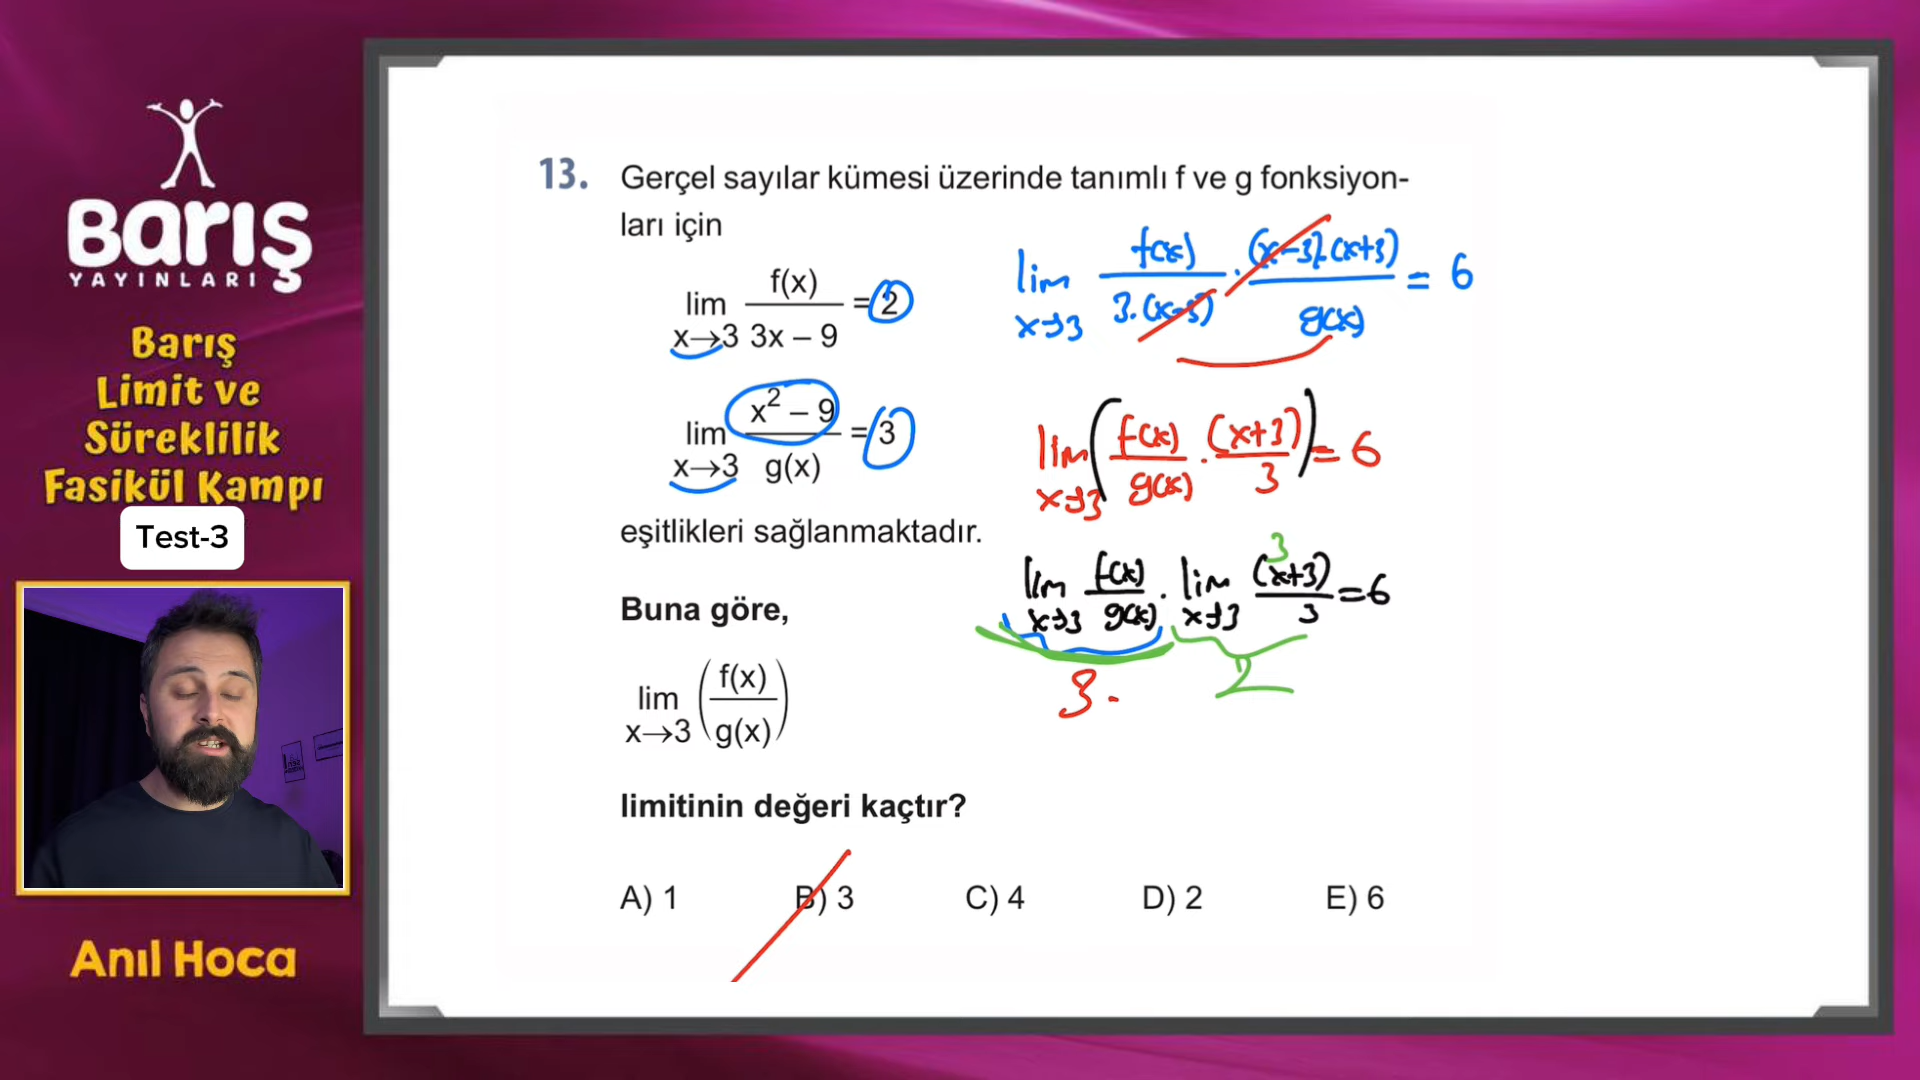 Barış
YAYINLARI
Barış
Limit ve
Süreklilik
Fasikül Kampı
Test-3
Anıl Hoca
13. Gerçel sayılar kümesi üzerinde tanımlı f ve g fonksiyon-
ları için
lim x→3 f(x) / 3x – 9 = 2
lim x→3 x² – 9 / g(x) = 3
eşitlikleri sağlanmaktadır.
Buna göre,
lim x→3 (f(x) / g(x))
limitinin değeri kaçtır?
A) 1 B) 3 C) 4 D) 2 E) 6
lim x→3 f(x) / 3.(x-3) . (x-3).(x+3) / g(x) = 6
lim x→3 (f(x) / g(x) . (x+3) / 3) = 6
lim x→3 f(x) / g(x) . lim x→3 (x+3) / 3 = 6
3
3. 2